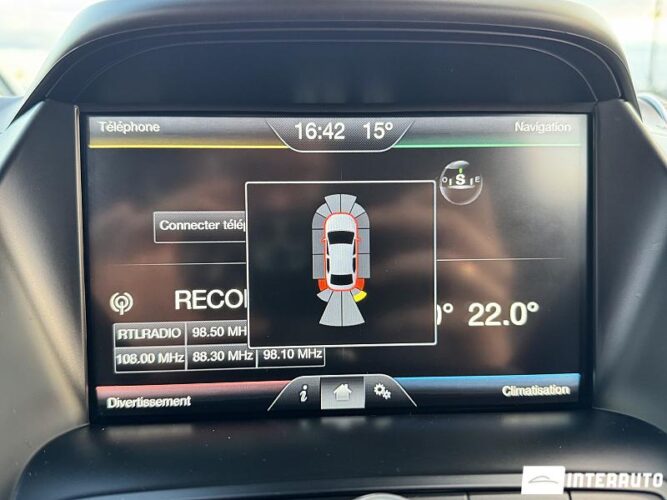 Téléphone
16:42 15°
Navigation
O S E
Connecter télé
RECO
° 22.0°
RTLRADIO 98.50 MH
108.00 MHz 88.30 MHz 98.10 MHz
Divertissement
i
Climatisation
INTERAUTO